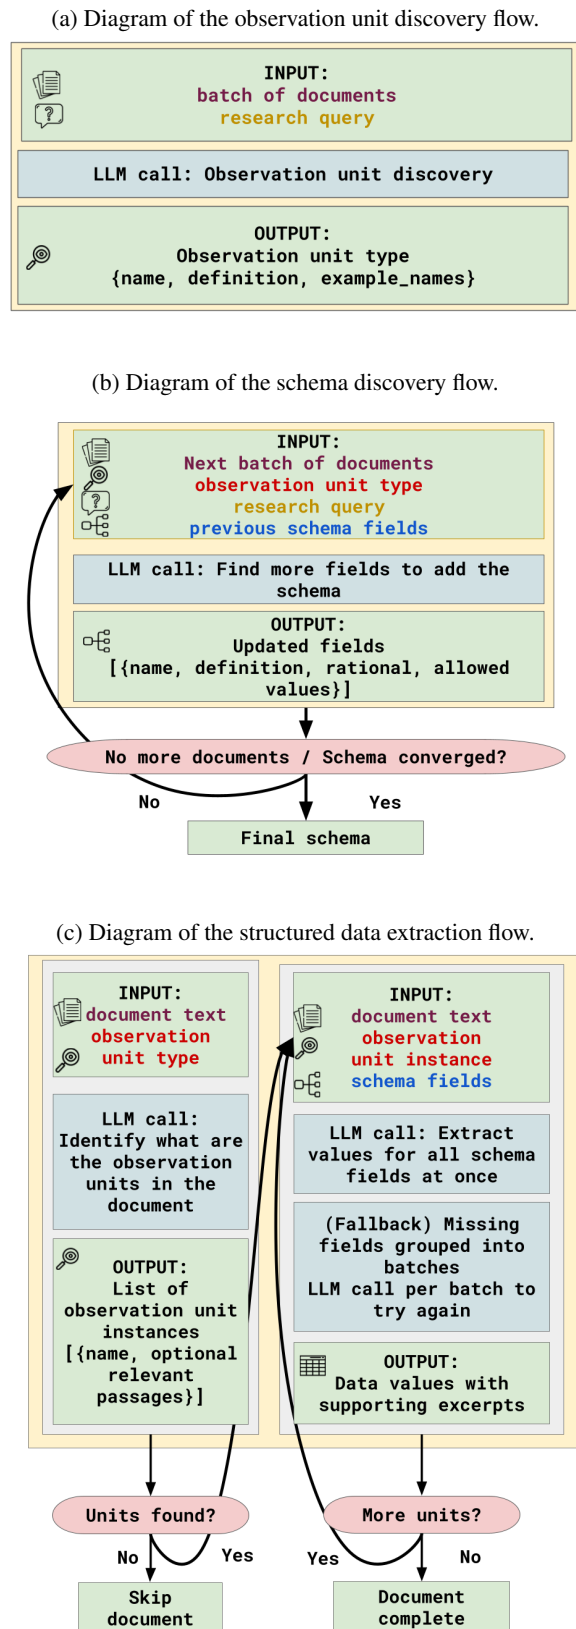 (a) Diagram of the observation unit discovery flow.
INPUT:
batch of documents
research query
LLM call: Observation unit discovery
OUTPUT:
Observation unit type
{name, definition, example_names}
(b) Diagram of the schema discovery flow.
INPUT:
Next batch of documents
observation unit type
research query
previous schema fields
LLM call: Find more fields to add the
schema
OUTPUT:
Updated fields
[{name, definition, rational, allowed
values}]
No more documents / Schema converged?
No
Yes
Final schema
(c) Diagram of the structured data extraction flow.
INPUT:
document text
observation
unit type
LLM call:
Identify what are
the observation
units in the
document
OUTPUT:
List of
observation unit
instances
[{name, optional
relevant
passages}]
Units found?
No
Yes
Skip
document
INPUT:
document text
observation
unit instance
schema fields
LLM call: Extract
values for all schema
fields at once
(Fallback) Missing
fields grouped into
batches
LLM call per batch to
try again
OUTPUT:
Data values with
supporting excerpts
More units?
Yes
No
Document
complete